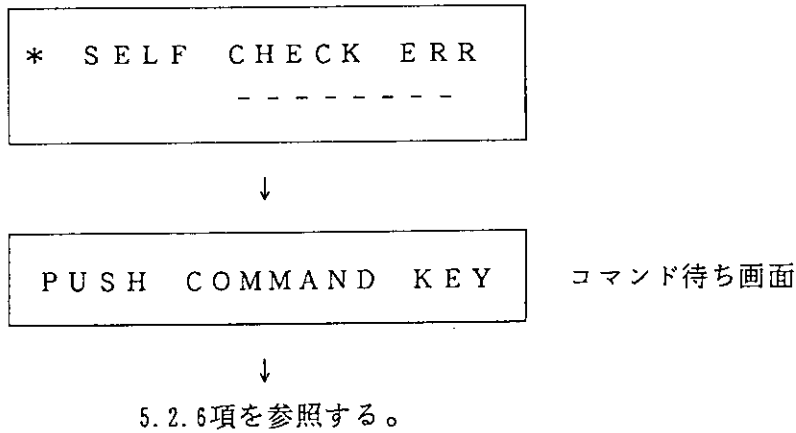 * SELF CHECK ERR
--------
↓
PUSH COMMAND KEY コマンド待ち画面
↓
5.2.6項を参照する。